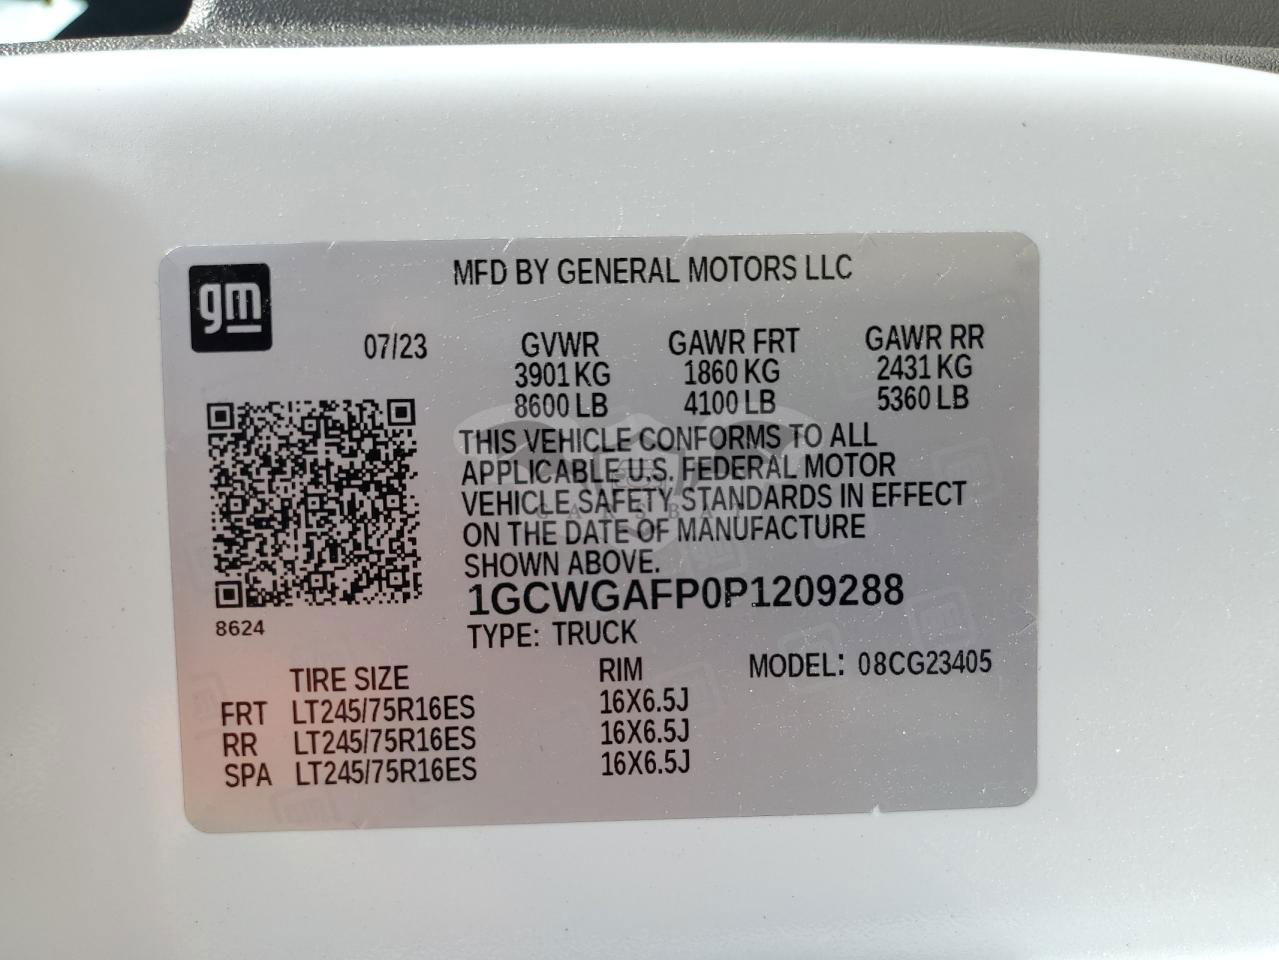 gm
MFD BY GENERAL MOTORS LLC
07/23 GVWR GAWR FRT GAWR RR
3901 KG 1860 KG 2431 KG
8600 LB 4100 LB 5360 LB
THIS VEHICLE CONFORMS TO ALL
APPLICABLE U.S. FEDERAL MOTOR
VEHICLE SAFETY STANDARDS IN EFFECT
ON THE DATE OF MANUFACTURE
SHOWN ABOVE.
1GCWGAFP0P1209288
8624
TYPE: TRUCK
TIRE SIZE RIM MODEL: 08CG23405
FRT LT245/75R16ES 16X6.5J
RR LT245/75R16ES 16X6.5J
SPA LT245/75R16ES 16X6.5J